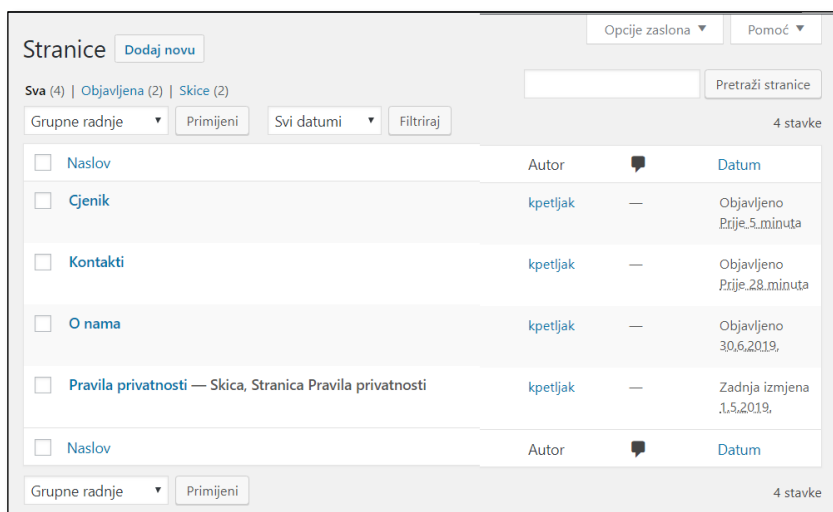 Opcije zaslona ▼ Pomoć ▼
Stranice Dodaj novu
Sva (4) | Objavljena (2) | Skice (2)
Pretraži stranice
Grupne radnje ▼ Primijeni Svi datumi ▼ Filtriraj 4 stavke
Naslov Autor Datum
Cjenik kpetljak — Objavljeno
Prije 5 minuta
Kontakti kpetljak — Objavljeno
Prije 28 minuta
O nama kpetljak — Objavljeno
30.6.2019.
Pravila privatnosti — Skica, Stranica Pravila privatnosti kpetljak — Zadnja izmjena
1.5.2019.
Naslov Autor Datum
Grupne radnje ▼ Primijeni 4 stavke